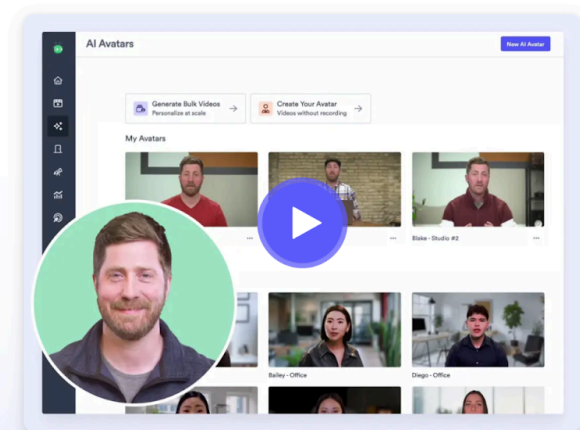 AI Avatars
New AI Avatar
Generate Bulk Videos
Personalize at scale
Create Your Avatar
Videos without recording
My Avatars
Blake - Studio #2
Bailey - Office
Diego - Office